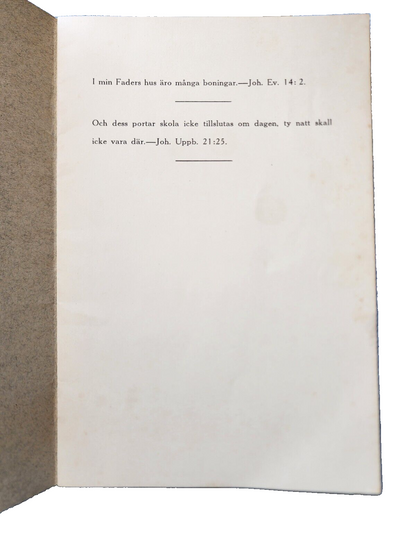 I min Faders hus äro många boningar.—Joh. Ev. 14: 2.
Och dess portar skola icke tillslutas om dagen, ty natt skall
icke vara där.—Joh. Uppb. 21:25.